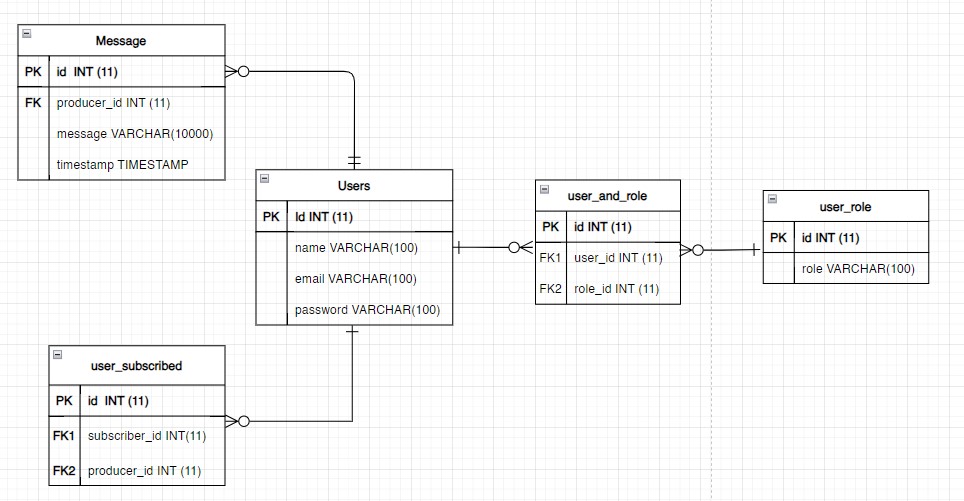 Message
PK id INT (11)
FK producer_id INT (11)
message VARCHAR(10000)
timestamp TIMESTAMP
Users
PK Id INT (11)
name VARCHAR(100)
email VARCHAR(100)
password VARCHAR(100)
user_and_role
PK id INT (11)
FK1 user_id INT (11)
FK2 role_id INT (11)
user_role
PK id INT (11)
role VARCHAR(100)
user_subscribed
PK id INT (11)
FK1 subscriber_id INT(11)
FK2 producer_id INT (11)